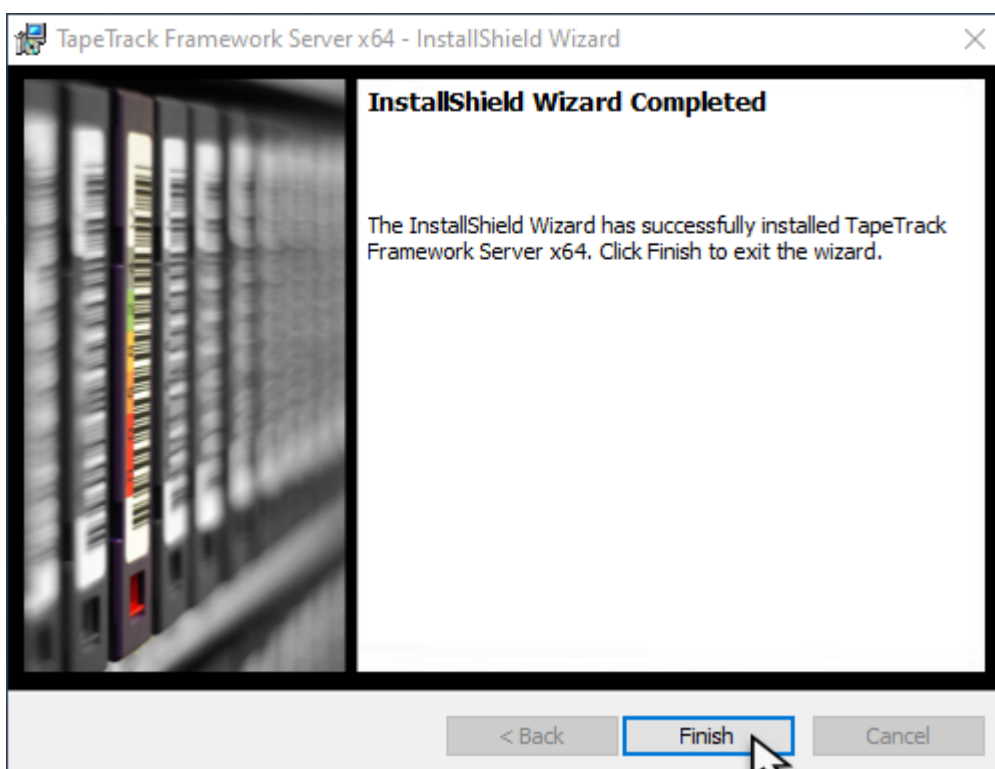 TapeTrack Framework Server x64 - InstallShield Wizard
InstallShield Wizard Completed
The InstallShield Wizard has successfully installed TapeTrack
Framework Server x64. Click Finish to exit the wizard.
< Back
Finish
Cancel